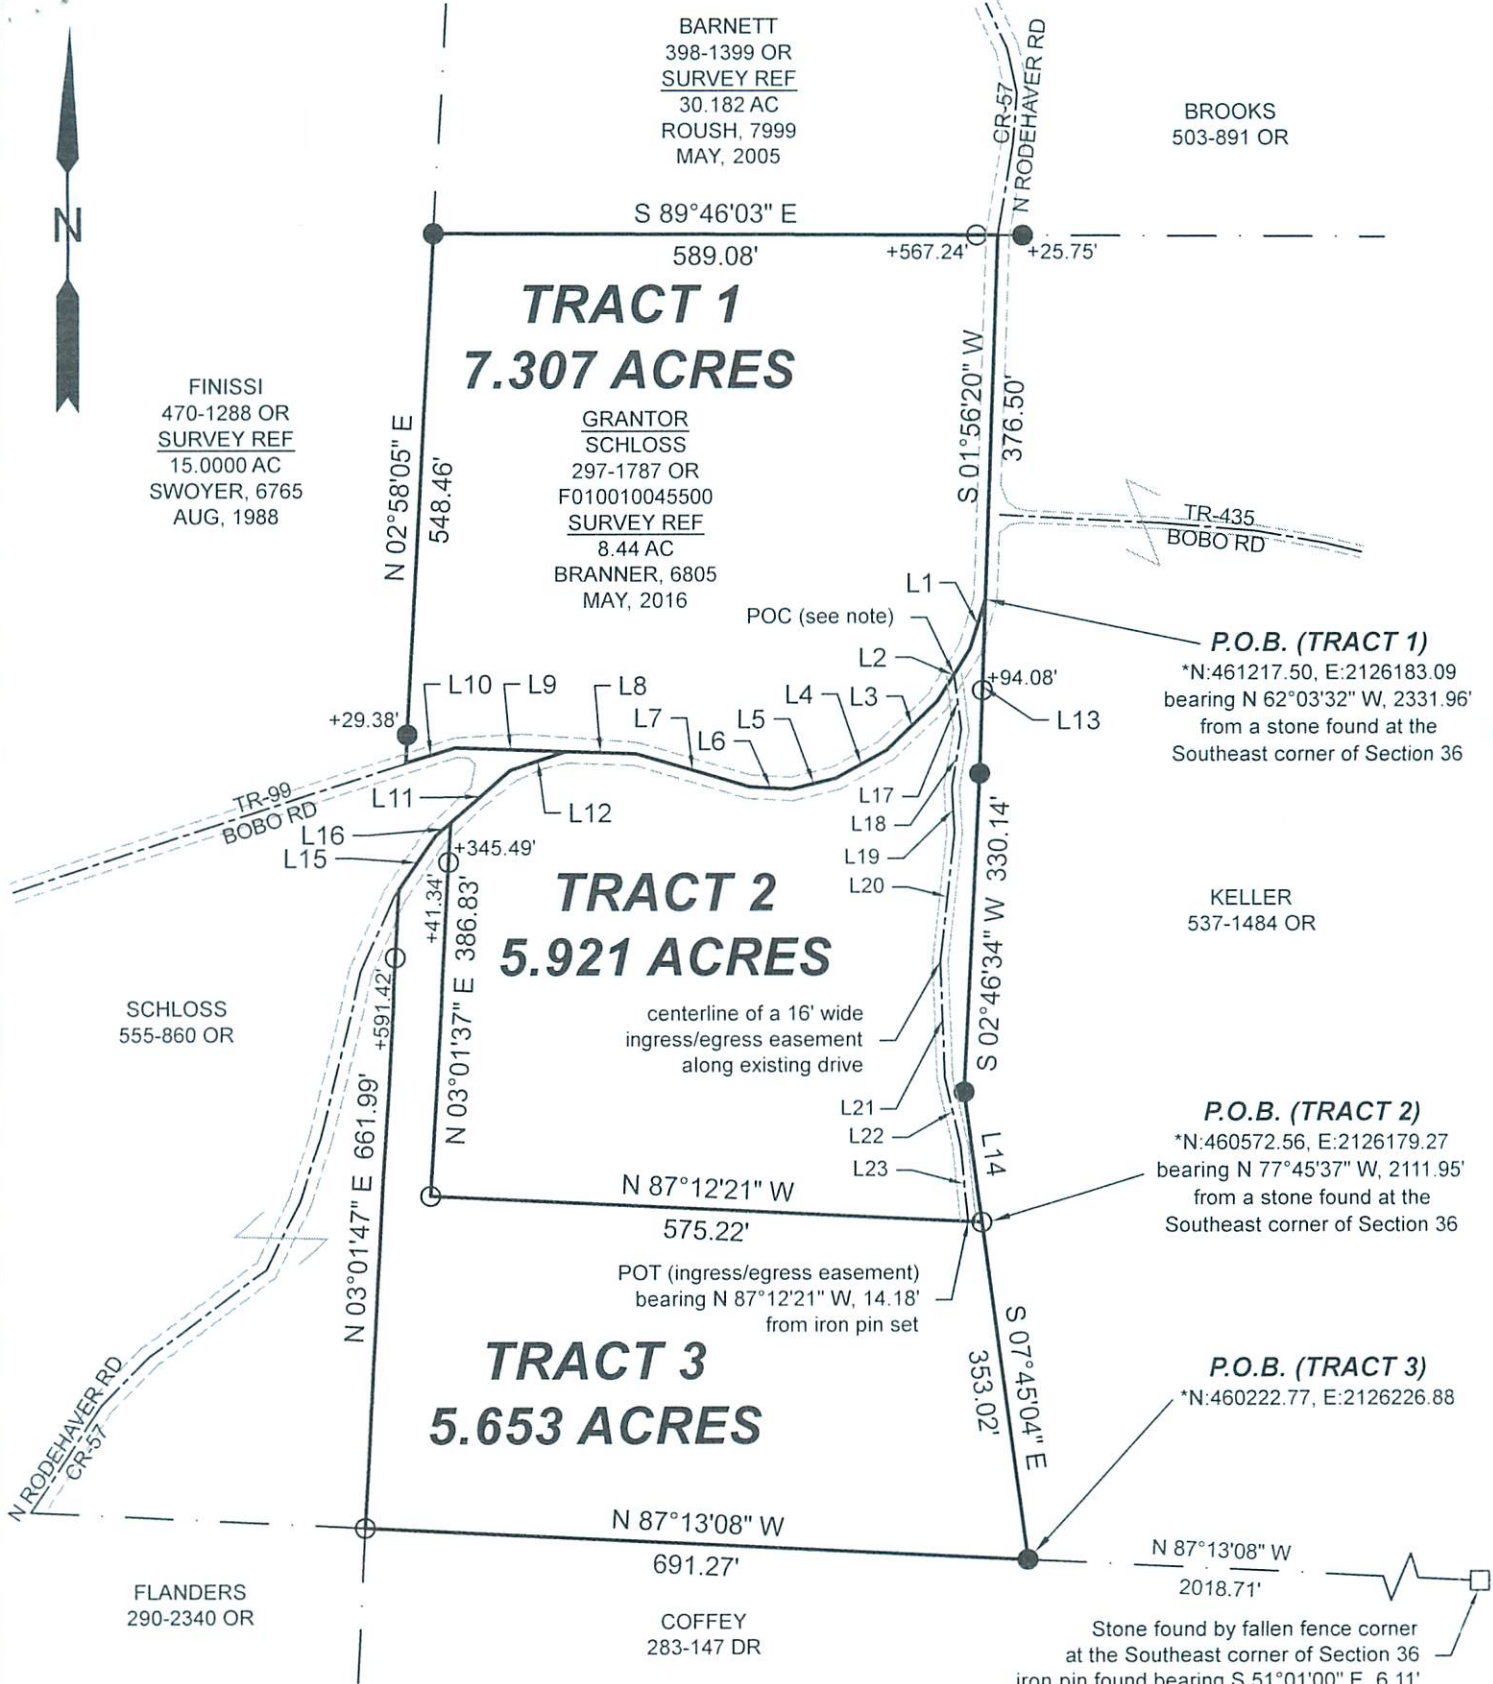 BARNETT
398-1399 OR
SURVEY REF
30.182 AC
ROUSH, 7999
MAY, 2005
CR-57
N RODEHAVER RD
BROOKS
503-891 OR
N
S 89°46'03" E
589.08'
+567.24'
+25.75'
TRACT 1
7.307 ACRES
GRANTOR
SCHLOSS
297-1787 OR
F010010045500
SURVEY REF
8.44 AC
BRANNER, 6805
MAY, 2016
FINISSI
470-1288 OR
SURVEY REF
15.0000 AC
SWOYER, 6765
AUG, 1988
N 02°58'05" E
548.46'
S 01°56'20" W
376.50'
TR-435
BOBO RD
L1
POC (see note)
L2
P.O.B. (TRACT 1)
*N:461217.50, E:2126183.09
bearing N 62°03'32" W, 2331.96'
from a stone found at the
Southeast corner of Section 36
+94.08'
L13
L10
L9
L8
L7
L6
L5
L4
L3
+29.38'
TR-99
BOBO RD
L11
L12
L16
L15
L17
L18
L19
L20
+345.49'
+41.34'
N 03°01'37" E 386.83'
TRACT 2
5.921 ACRES
S 02°46'34" W 330.14'
KELLER
537-1484 OR
SCHLOSS
555-860 OR
+591.42'
N 03°01'47" E 661.99'
centerline of a 16' wide
ingress/egress easement
along existing drive
L21
L22
L23
L14
P.O.B. (TRACT 2)
*N:460572.56, E:2126179.27
bearing N 77°45'37" W, 2111.95'
from a stone found at the
Southeast corner of Section 36
N 87°12'21" W
575.22'
POT (ingress/egress easement)
bearing N 87°12'21" W, 14.18'
from iron pin set
TRACT 3
5.653 ACRES
S 07°45'04" E
353.02'
P.O.B. (TRACT 3)
*N:460222.77, E:2126226.88
N RODEHAVER RD
CR-57
N 87°13'08" W
691.27'
N 87°13'08" W
2018.71'
FLANDERS
290-2340 OR
COFFEY
283-147 DR
Stone found by fallen fence corner
at the Southeast corner of Section 36
iron pin found bearing S 51°01'00" E, 6.11'